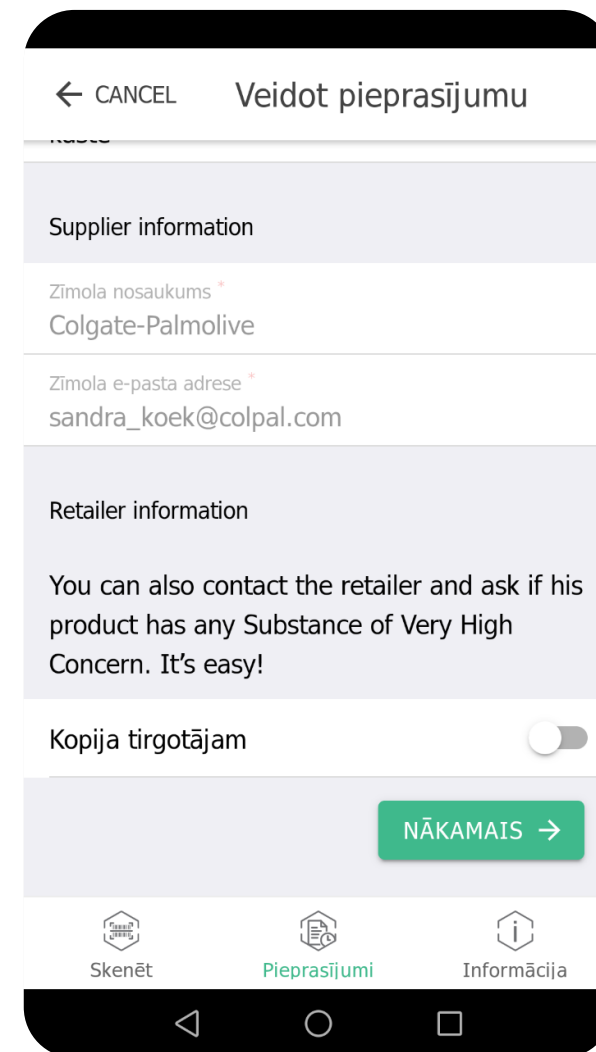 CANCEL Veidot pieprasījumu
Supplier information
Zīmola nosaukums *
Colgate-Palmolive
Zīmola e-pasta adrese *
sandra_koek@colpal.com
Retailer information
You can also contact the retailer and ask if his
product has any Substance of Very High
Concern. It’s easy!
Kopija tirgotājam
NĀKAMAIS
Skenēt Pieprasījumi Informācija